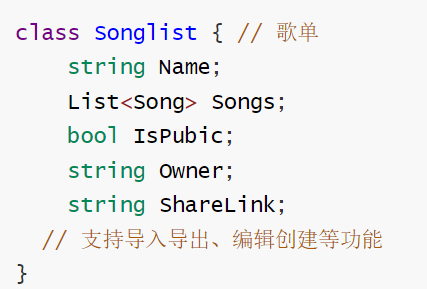 class Songlist { // 歌单
string Name;
List<Song> Songs;
bool IsPubic;
string Owner;
string ShareLink;
// 支持导入导出、编辑创建等功能
}